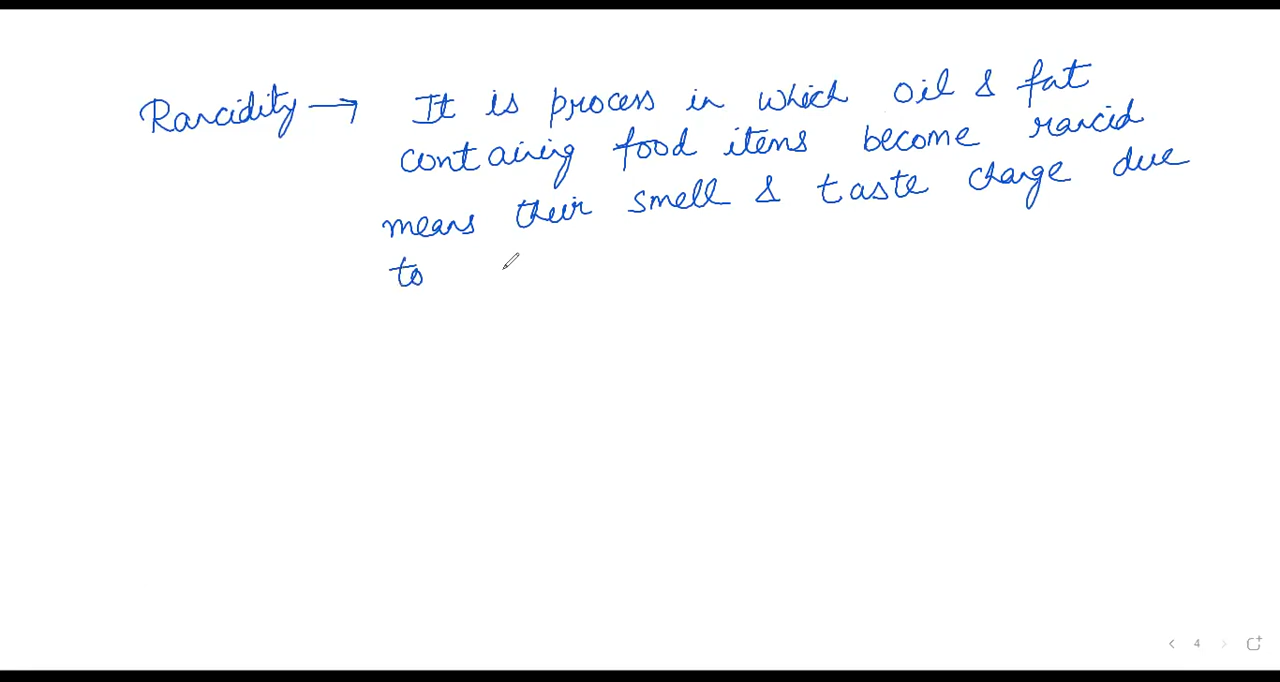 Rancidity → It is process in which oil & fat
containing food items become rancid
means their smell & taste change due
to
4